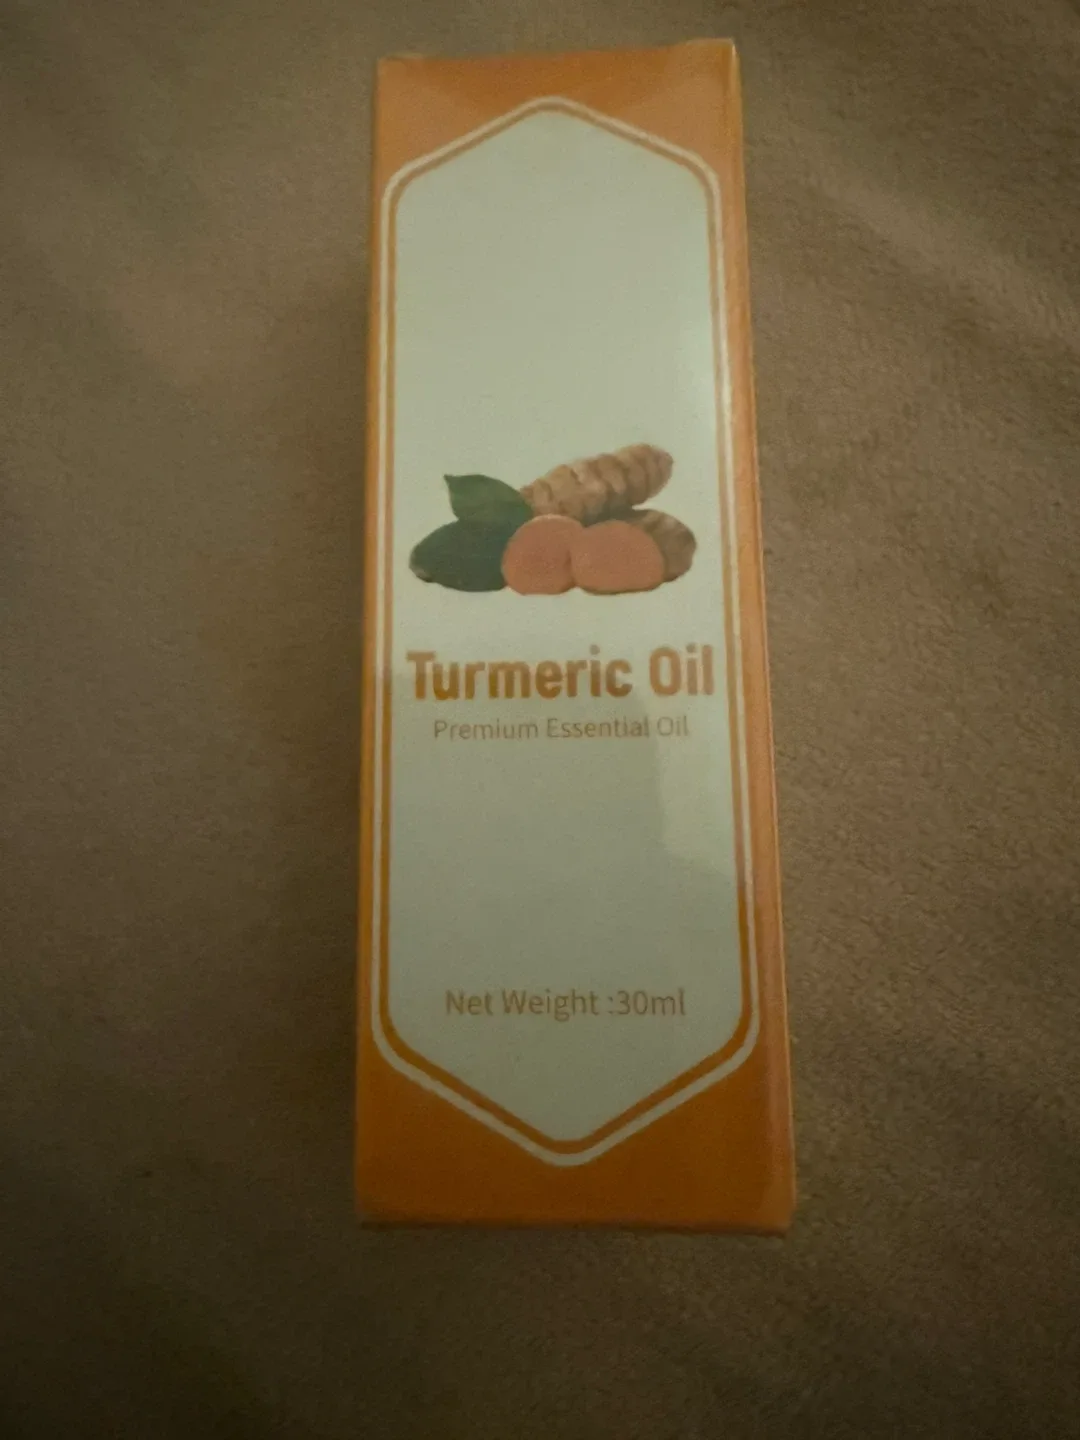 Turmeric Oil
Premium Essential Oil
Net Weight :30ml